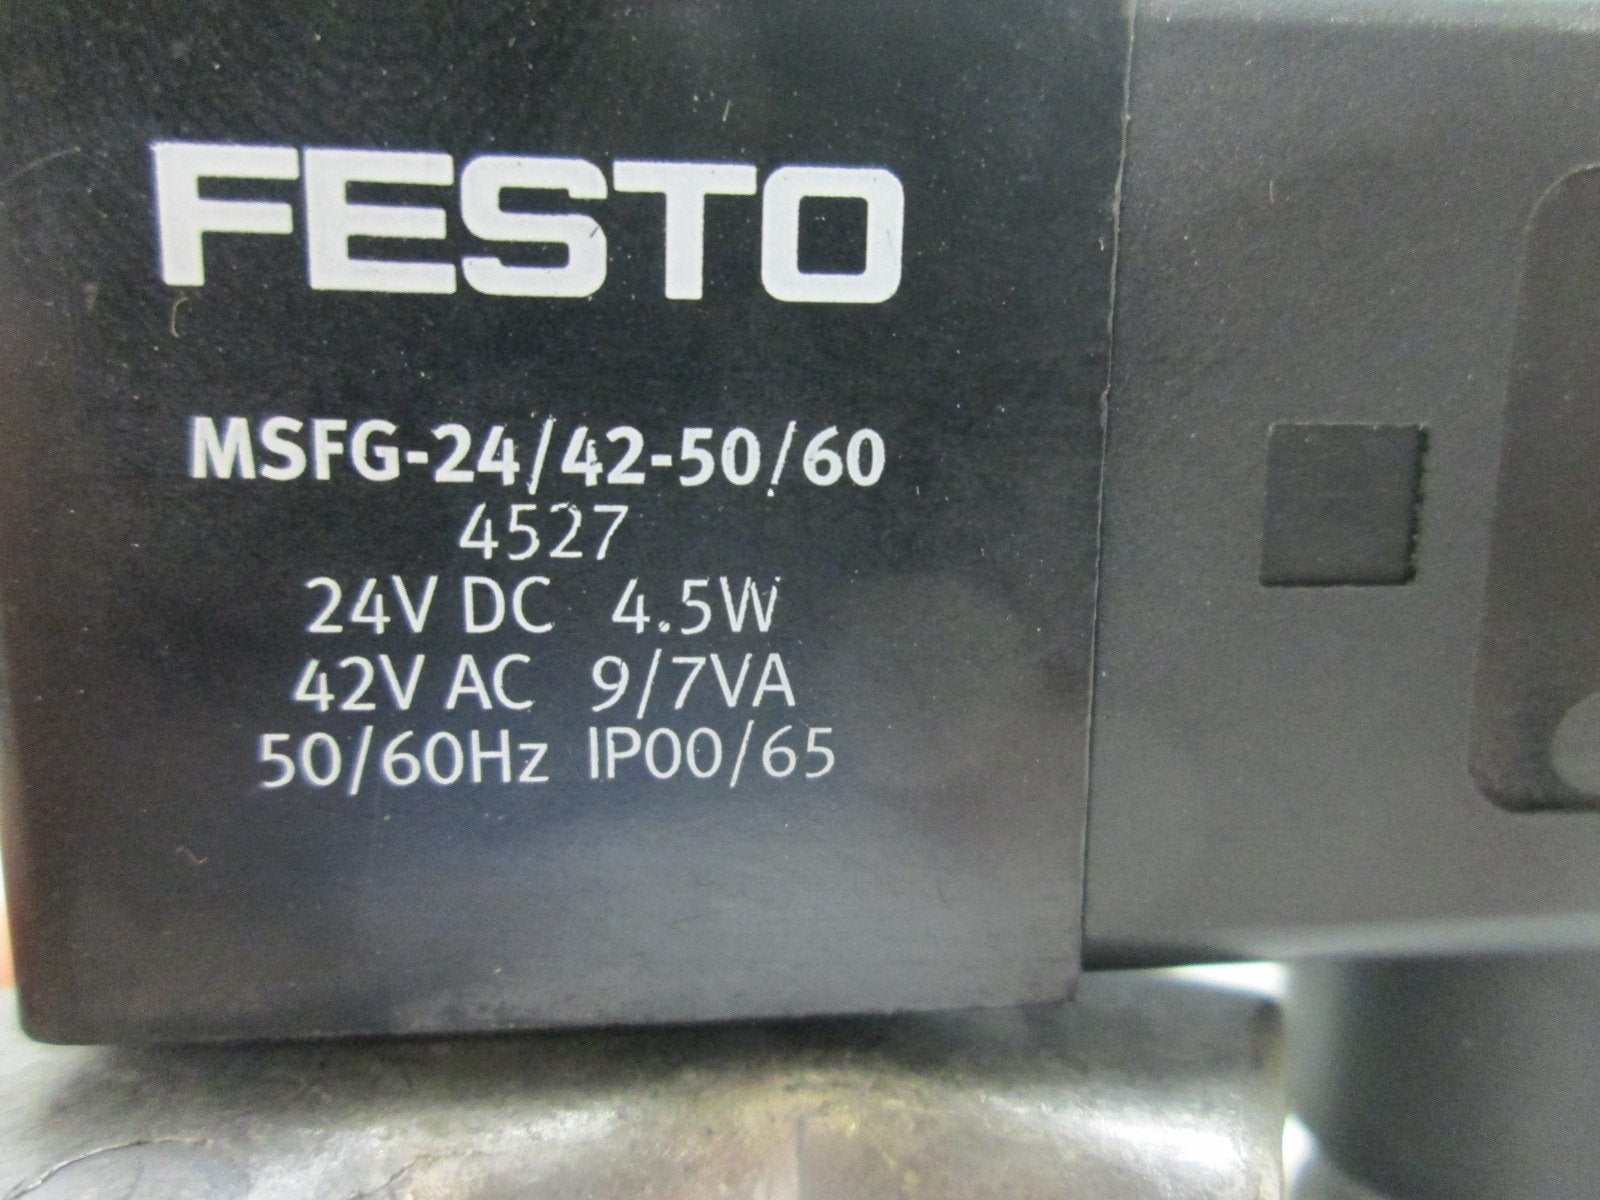 FESTO
MSFG-24/42-50/60
4527
24V DC 4.5W
42V AC 9/7VA
50/60Hz IP00/65